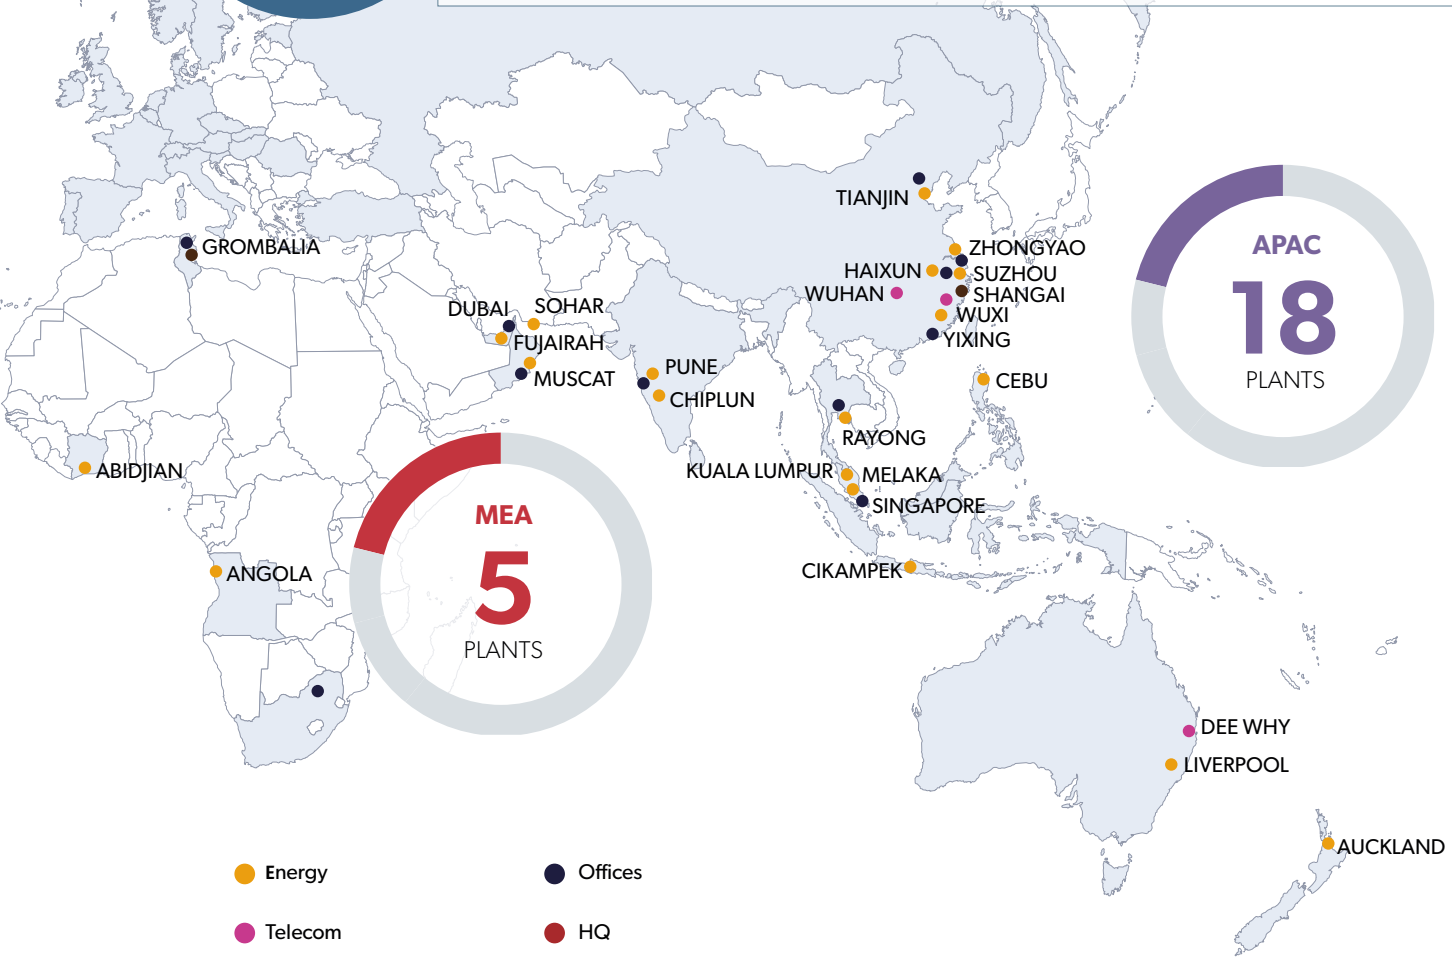 TIANJIN
GROMBALIA
ZHONGYAO
HAIXUN
SUZHOU
WUHAN
SHANGAI
WUXI
YIXING
APAC
18
PLANTS
DUBAI
SOHAR
FUJAIRAH
MUSCAT
PUNE
CHIPLUN
CEBU
RAYONG
ABIDJIAN
KUALA LUMPUR
MELAKA
SINGAPORE
MEA
5
PLANTS
ANGOLA
CIKAMPEK
DEE WHY
LIVERPOOL
AUCKLAND
Energy
Offices
Telecom
HQ